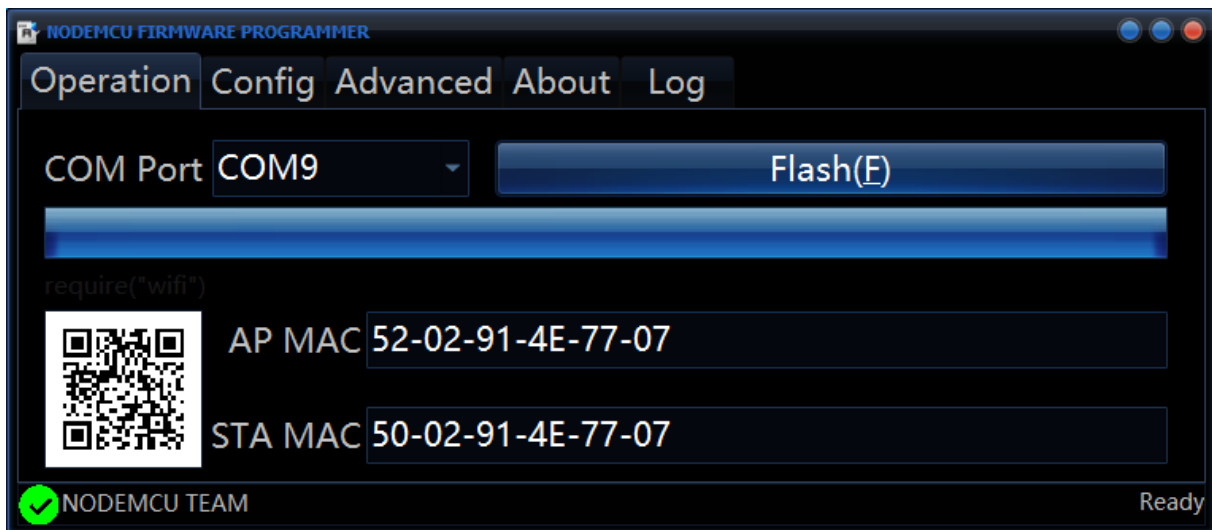 NODEMCU FIRMWARE PROGRAMMER
Operation Config Advanced About Log
COM Port COM9 Flash(F)
require("wifi")
AP MAC 52-02-91-4E-77-07
STA MAC 50-02-91-4E-77-07
NODEMCU TEAM Ready